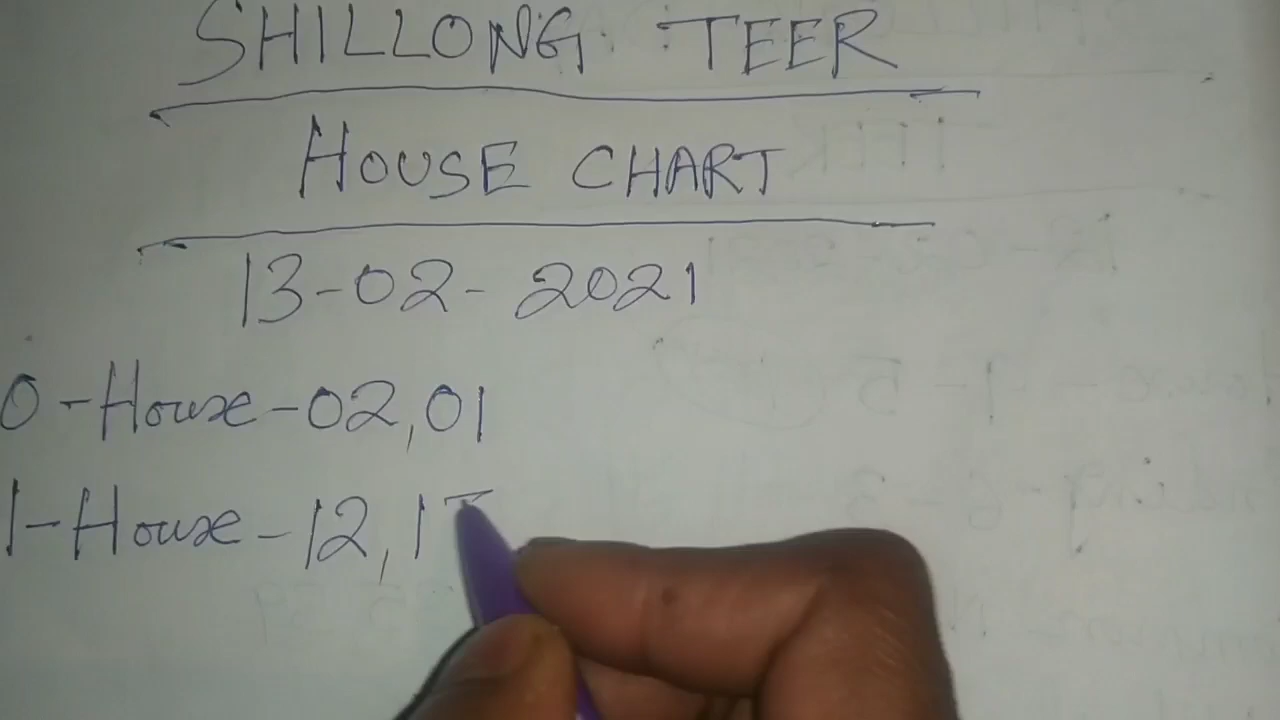 SHILLONG TEER
HOUSE CHART
13-02-2021
0-House-02,01
1-House-12,1